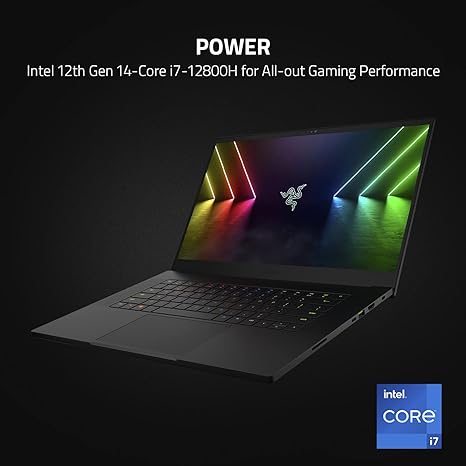 POWER
Intel 12th Gen 14-Core i7-12800H for All-out Gaming Performance
intel.
CORE
i7